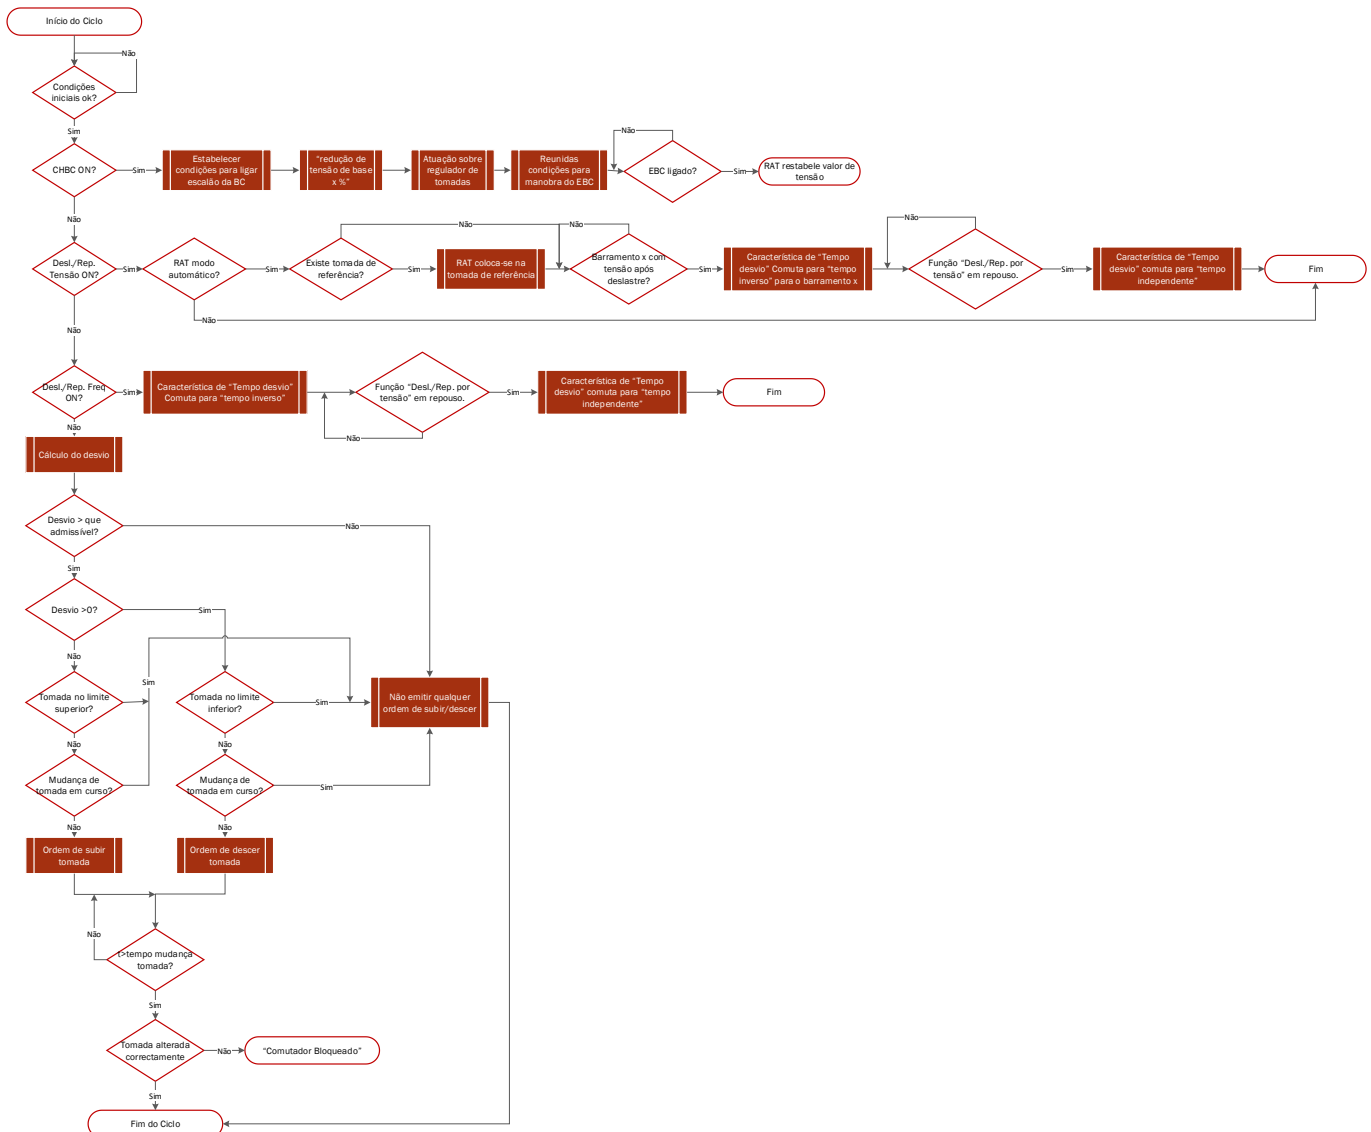 Início do Ciclo
Não
Condições
iniciais ok?
Sim
CHBC ON?
Sim
Estabelecer
condições para ligar
escalão da BC
“redução de
tensão de base
x %”
Atuação sobre
regulador de
tomadas
Reunidas
condições para
manobra do EBC
Não
EBC ligado?
Sim
RAT restabele valor de
tensão
Não
Desl./Rep.
Tensão ON?
Sim
RAT modo
automático?
Sim
Existe tomada de
referência?
Não
Sim
RAT coloca-se na
tomada de referência
Não
Barramento x com
tensão após
deslastre?
Sim
Característica de “Tempo
desvio” Comuta para “tempo
inverso” para o barramento x
Não
Função “Desl./Rep. por
tensão” em repouso.
Sim
Característica de “Tempo
desvio” comuta para “tempo
independente”
Fim
Não
Não
Desl./Rep. Freq
ON?
Sim
Característica de “Tempo desvio”
Comuta para “tempo inverso”
Função “Desl./Rep. por
tensão” em repouso.
Não
Sim
Característica de “Tempo
desvio” comuta para “tempo
independente”
Fim
Não
Cálculo do desvio
Desvio > que
admissível?
Não
Sim
Desvio >0?
Sim
Não
Sim
Tomada no limite
superior?
Tomada no limite
inferior?
Sim
Não emitir qualquer
ordem de subir/descer
Não
Não
Mudança de
tomada em curso?
Mudança de
tomada em curso?
Sim
Não
Não
Ordem de subir
tomada
Ordem de descer
tomada
Não
t>tempo mudança
tomada?
Sim
Tomada alterada
correctamente
Não
“Comutador Bloqueado”
Sim
Fim do Ciclo